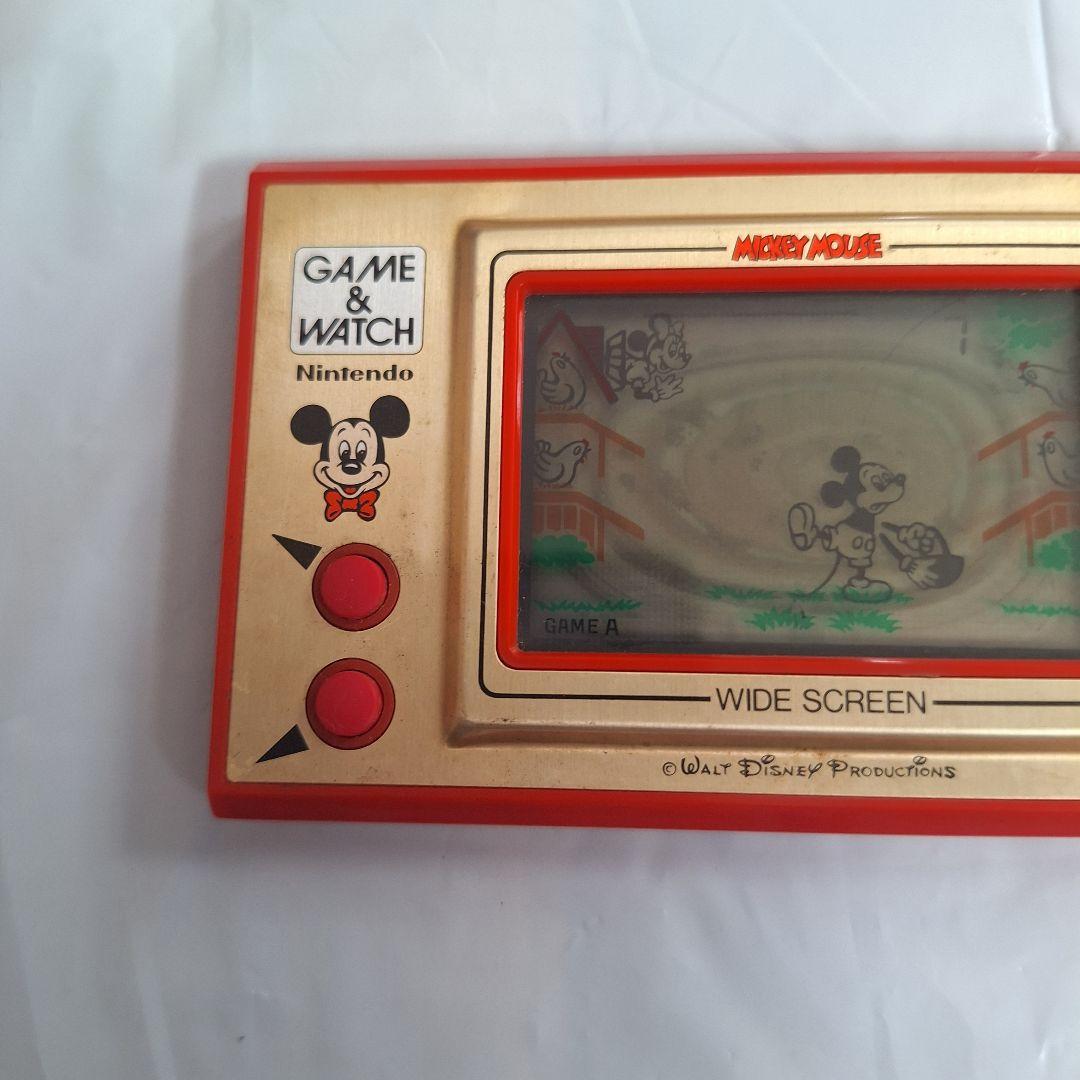 GAME
&
WATCH
Nintendo
MICKEY MOUSE
GAME A
WIDE SCREEN
© WALT DISNEY PRODUCTIONS